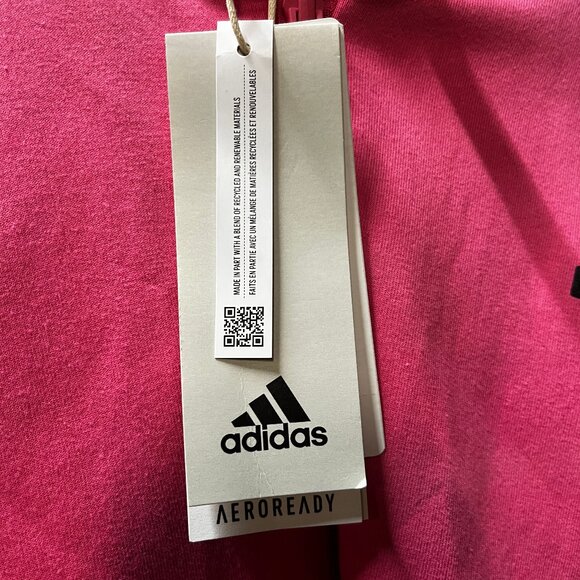 MADE IN PART WITH A BLEND OF RECYCLED AND RENEWABLE MATERIALS
FAITS EN PARTIE AVEC UN MÉLANGE DE MATIÈRES RECYCLÉES ET RENOUVELABLES
adidas
AEROREADY